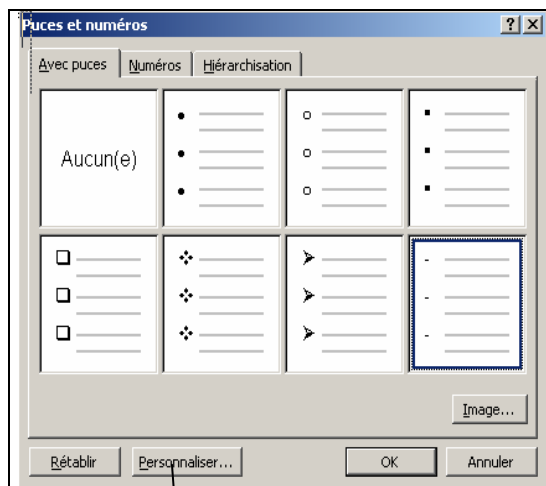 Puces et numéros
Avec puces Numéros Hiérarchisation
Aucun(e)
Image...
Rétablir Personnaliser... OK Annuler